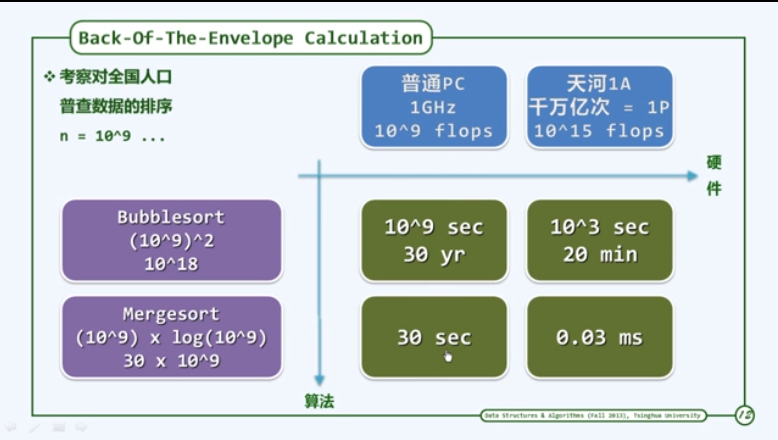 Back-Of-The-Envelope Calculation
❖ 考察对全国人口
普查数据的排序
n = 10^9 ...
普通PC
1GHz
10^9 flops
天河1A
千万亿次 = 1P
10^15 flops
硬
件
Bubblesort
(10^9)^2
10^18
10^9 sec
30 yr
10^3 sec
20 min
Mergesort
(10^9) x log(10^9)
30 x 10^9
30 sec
0.03 ms
算法
Data Structures & Algorithms (Fall 2013), Tsinghua University
12